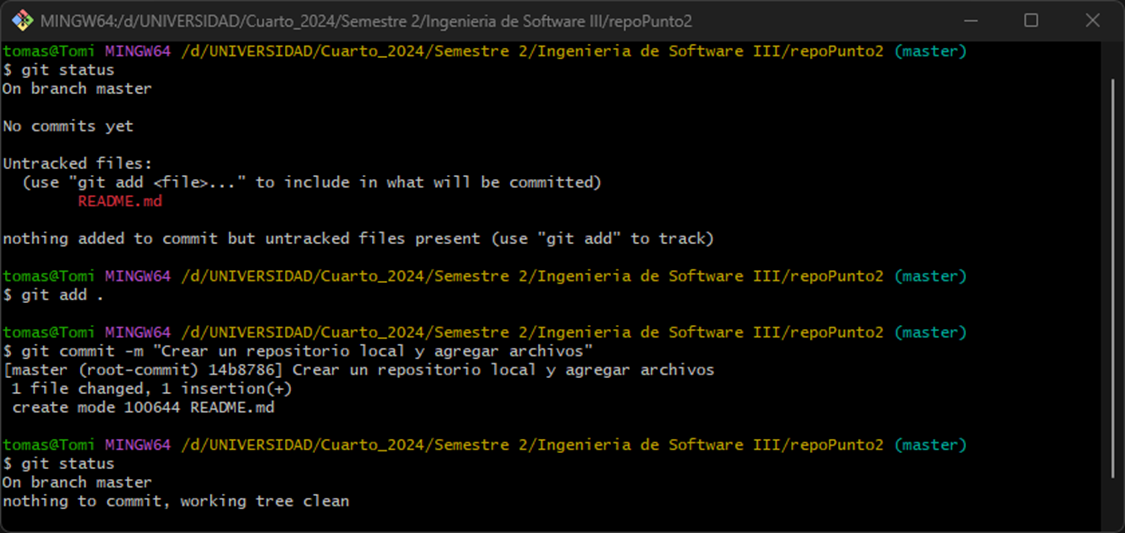 MINGW64:/d/UNIVERSIDAD/Cuarto_2024/Semestre 2/Ingenieria de Software III/repoPunto2
tomas@Tomi MINGW64 /d/UNIVERSIDAD/Cuarto_2024/Semestre 2/Ingenieria de Software III/repoPunto2 (master)
$ git status
On branch master
No commits yet
Untracked files:
  (use "git add <file>..." to include in what will be committed)
        README.md
nothing added to commit but untracked files present (use "git add" to track)
tomas@Tomi MINGW64 /d/UNIVERSIDAD/Cuarto_2024/Semestre 2/Ingenieria de Software III/repoPunto2 (master)
$ git add .
tomas@Tomi MINGW64 /d/UNIVERSIDAD/Cuarto_2024/Semestre 2/Ingenieria de Software III/repoPunto2 (master)
$ git commit -m "Crear un repositorio local y agregar archivos"
[master (root-commit) 14b8786] Crear un repositorio local y agregar archivos
 1 file changed, 1 insertion(+)
 create mode 100644 README.md
tomas@Tomi MINGW64 /d/UNIVERSIDAD/Cuarto_2024/Semestre 2/Ingenieria de Software III/repoPunto2 (master)
$ git status
On branch master
nothing to commit, working tree clean